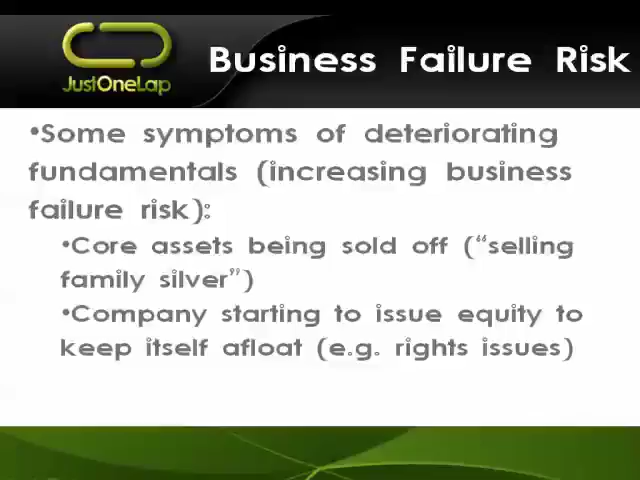 JustOneLap
Business Failure Risk
•Some symptoms of deteriorating
fundamentals (increasing business
failure risk):
•Core assets being sold off (“selling
family silver”)
•Company starting to issue equity to
keep itself afloat (e.g. rights issues)